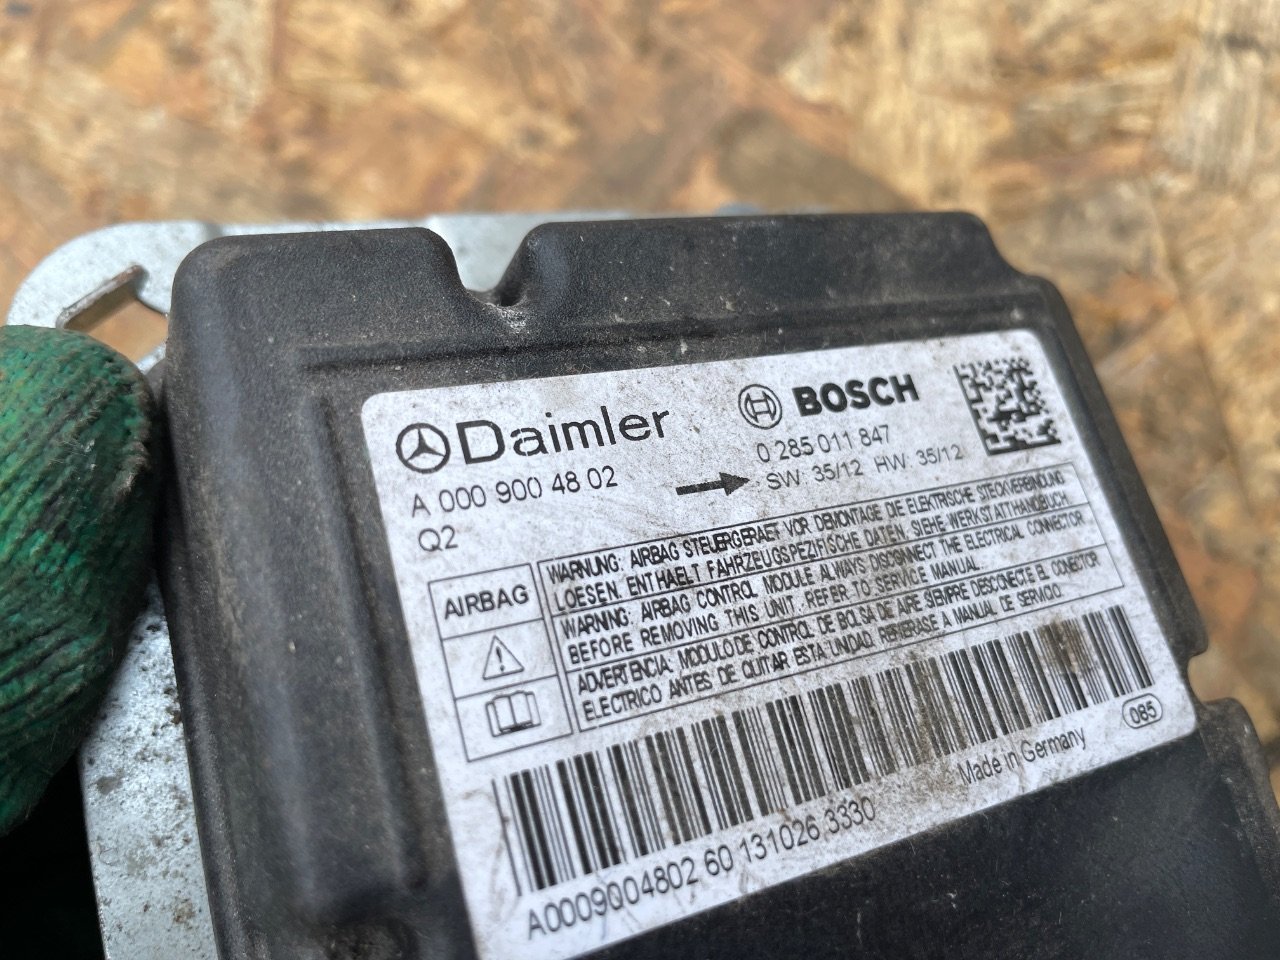 Daimler
A 000 900 48 02
Q2
BOSCH
0 285 011 847
SW 35/12 HW 35/12
AIRBAG
WARNUNG: AIRBAG STEUERGERAET VOR DEMONTAGE DIE ELEKTRISCHE STECKVERBINDUNG
LOESEN. ENTHAELT FAHRZEUGSPEZIFISCHE DATEN. SIEHE WERKSTATTHANDBUCH.
WARNING: AIRBAG CONTROL MODULE ALWAYS DISCONNECT THE ELECTRICAL CONNECTOR
BEFORE REMOVING THIS UNIT. REFER TO SERVICE MANUAL.
ADVERTENCIA: MODULO DE CONTROL DE BOLSA DE AIRE SIEMPRE DESCONECTE EL CONECTOR
ELECTRICO ANTES DE QUITAR ESTA UNIDAD. REFIERASE A MANUAL DE SERVICIO.
085
Made in Germany
A0009004802 60 131026 3330